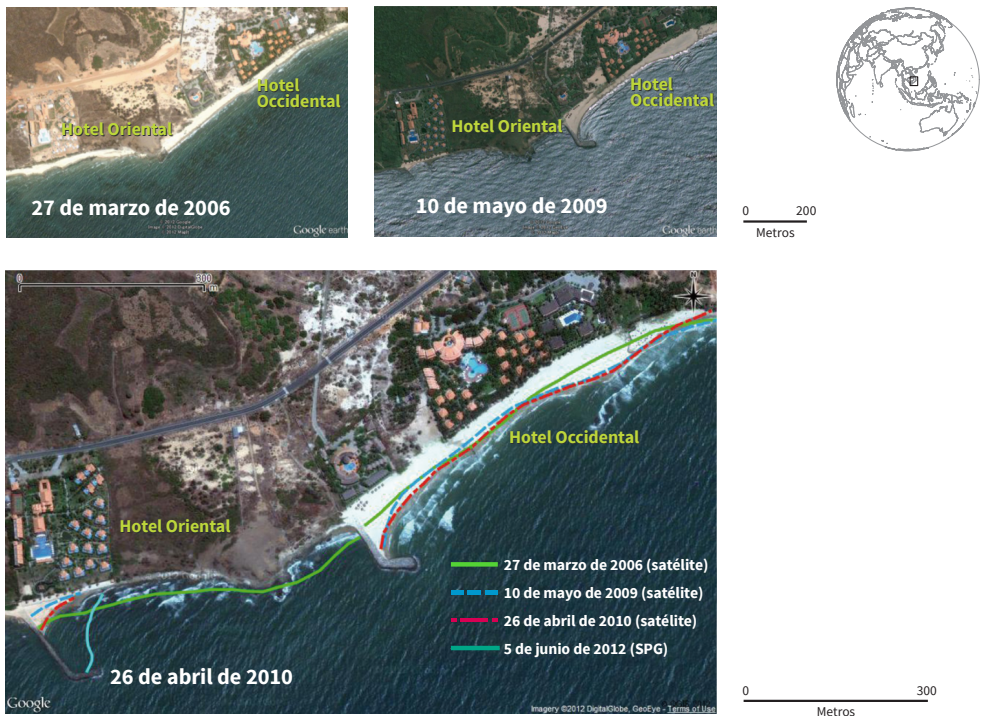 Hotel
Occidental
Hotel Oriental
27 de marzo de 2006
Google earth
Hotel
Occidental
Hotel Oriental
10 de mayo de 2009
Google earth
0 200
Metros
0 300
m
N
Hotel Occidental
Hotel Oriental
27 de marzo de 2006 (satélite)
10 de mayo de 2009 (satélite)
26 de abril de 2010 (satélite)
5 de junio de 2012 (SPG)
26 de abril de 2010
Google
Imagery ©2012 DigitalGlobe, GeoEye - Terms of Use
0 300
Metros